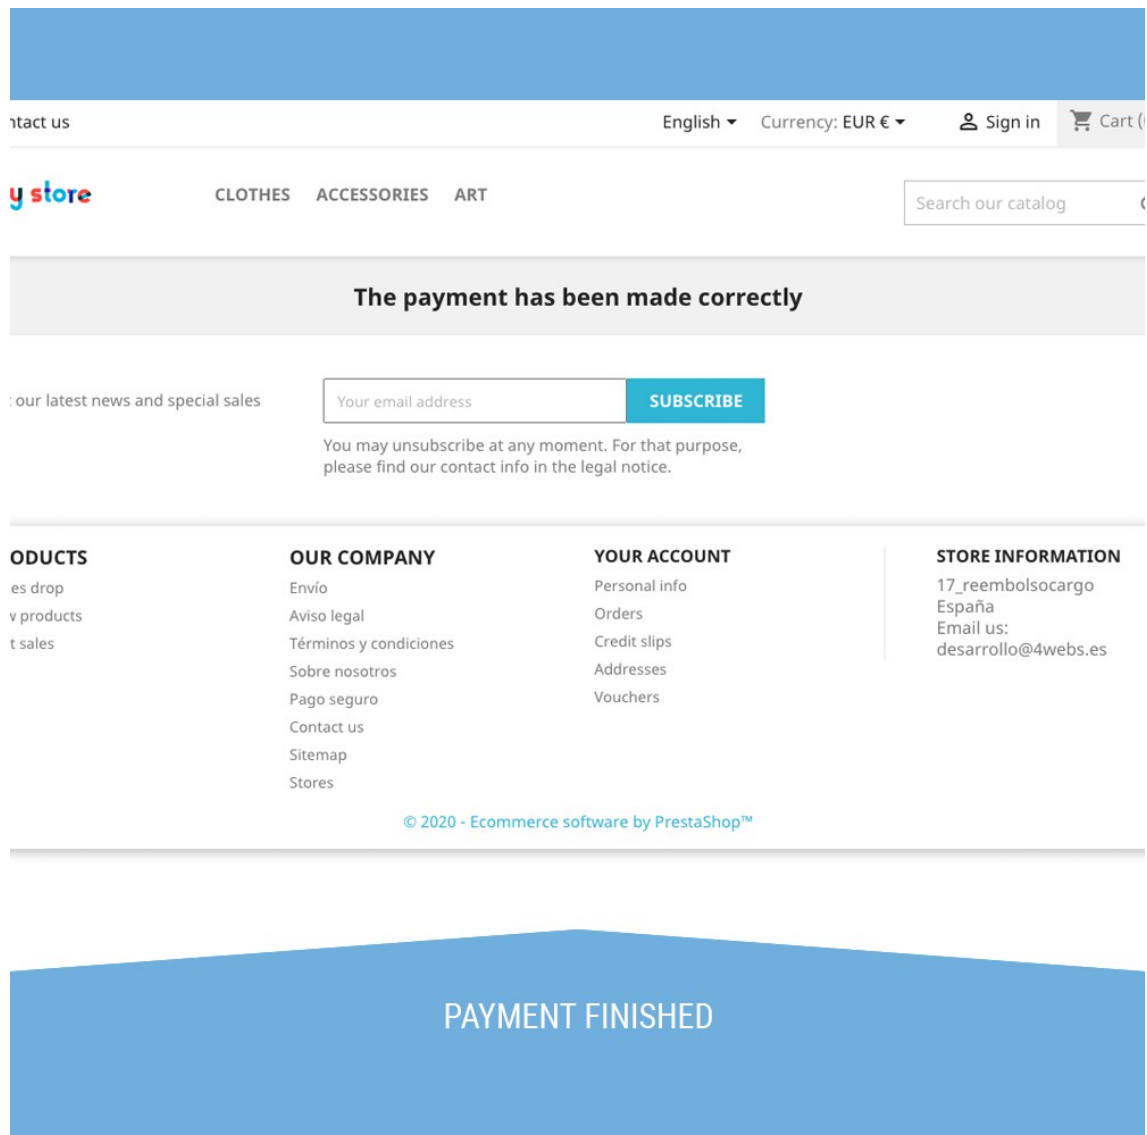 ntact us English Currency: EUR € Sign in Cart (
y store CLOTHES ACCESSORIES ART Search our catalog
The payment has been made correctly
our latest news and special sales Your email address SUBSCRIBE
You may unsubscribe at any moment. For that purpose,
please find our contact info in the legal notice.
ODUCTS
es drop
products
t sales
OUR COMPANY
Envío
Aviso legal
Términos y condiciones
Sobre nosotros
Pago seguro
Contact us
Sitemap
Stores
YOUR ACCOUNT
Personal info
Orders
Credit slips
Addresses
Vouchers
STORE INFORMATION
17_reembolsocargo
España
Email us:
desarrollo@4webs.es
© 2020 - Ecommerce software by PrestaShop™
PAYMENT FINISHED